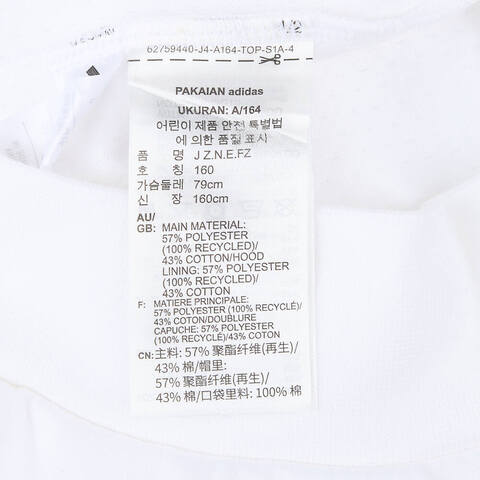 62759440-J4-A164-TOP-S1A-4
PAKAIAN adidas
UKURAN: A/164
어린이 제품 안전 특별법
에 의한 품질 표시
품 명 J Z.N.E.FZ
호 칭 160
가슴둘레 79cm
신 장 160cm
AU/
GB: MAIN MATERIAL:
57% POLYESTER
(100% RECYCLED)/
43% COTTON/HOOD
LINING: 57% POLYESTER
(100% RECYCLED)/
43% COTTON
F: MATIERE PRINCIPALE:
57% POLYESTER (100% RECYCLÉ)/
43% COTON/DOUBLURE
CAPUCHE: 57% POLYESTER
(100% RECYCLÉ)/43% COTON
CN: 主料: 57% 聚酯纤维(再生)/
43% 棉/帽里:
57% 聚酯纤维(再生)/
43% 棉/口袋里料: 100% 棉